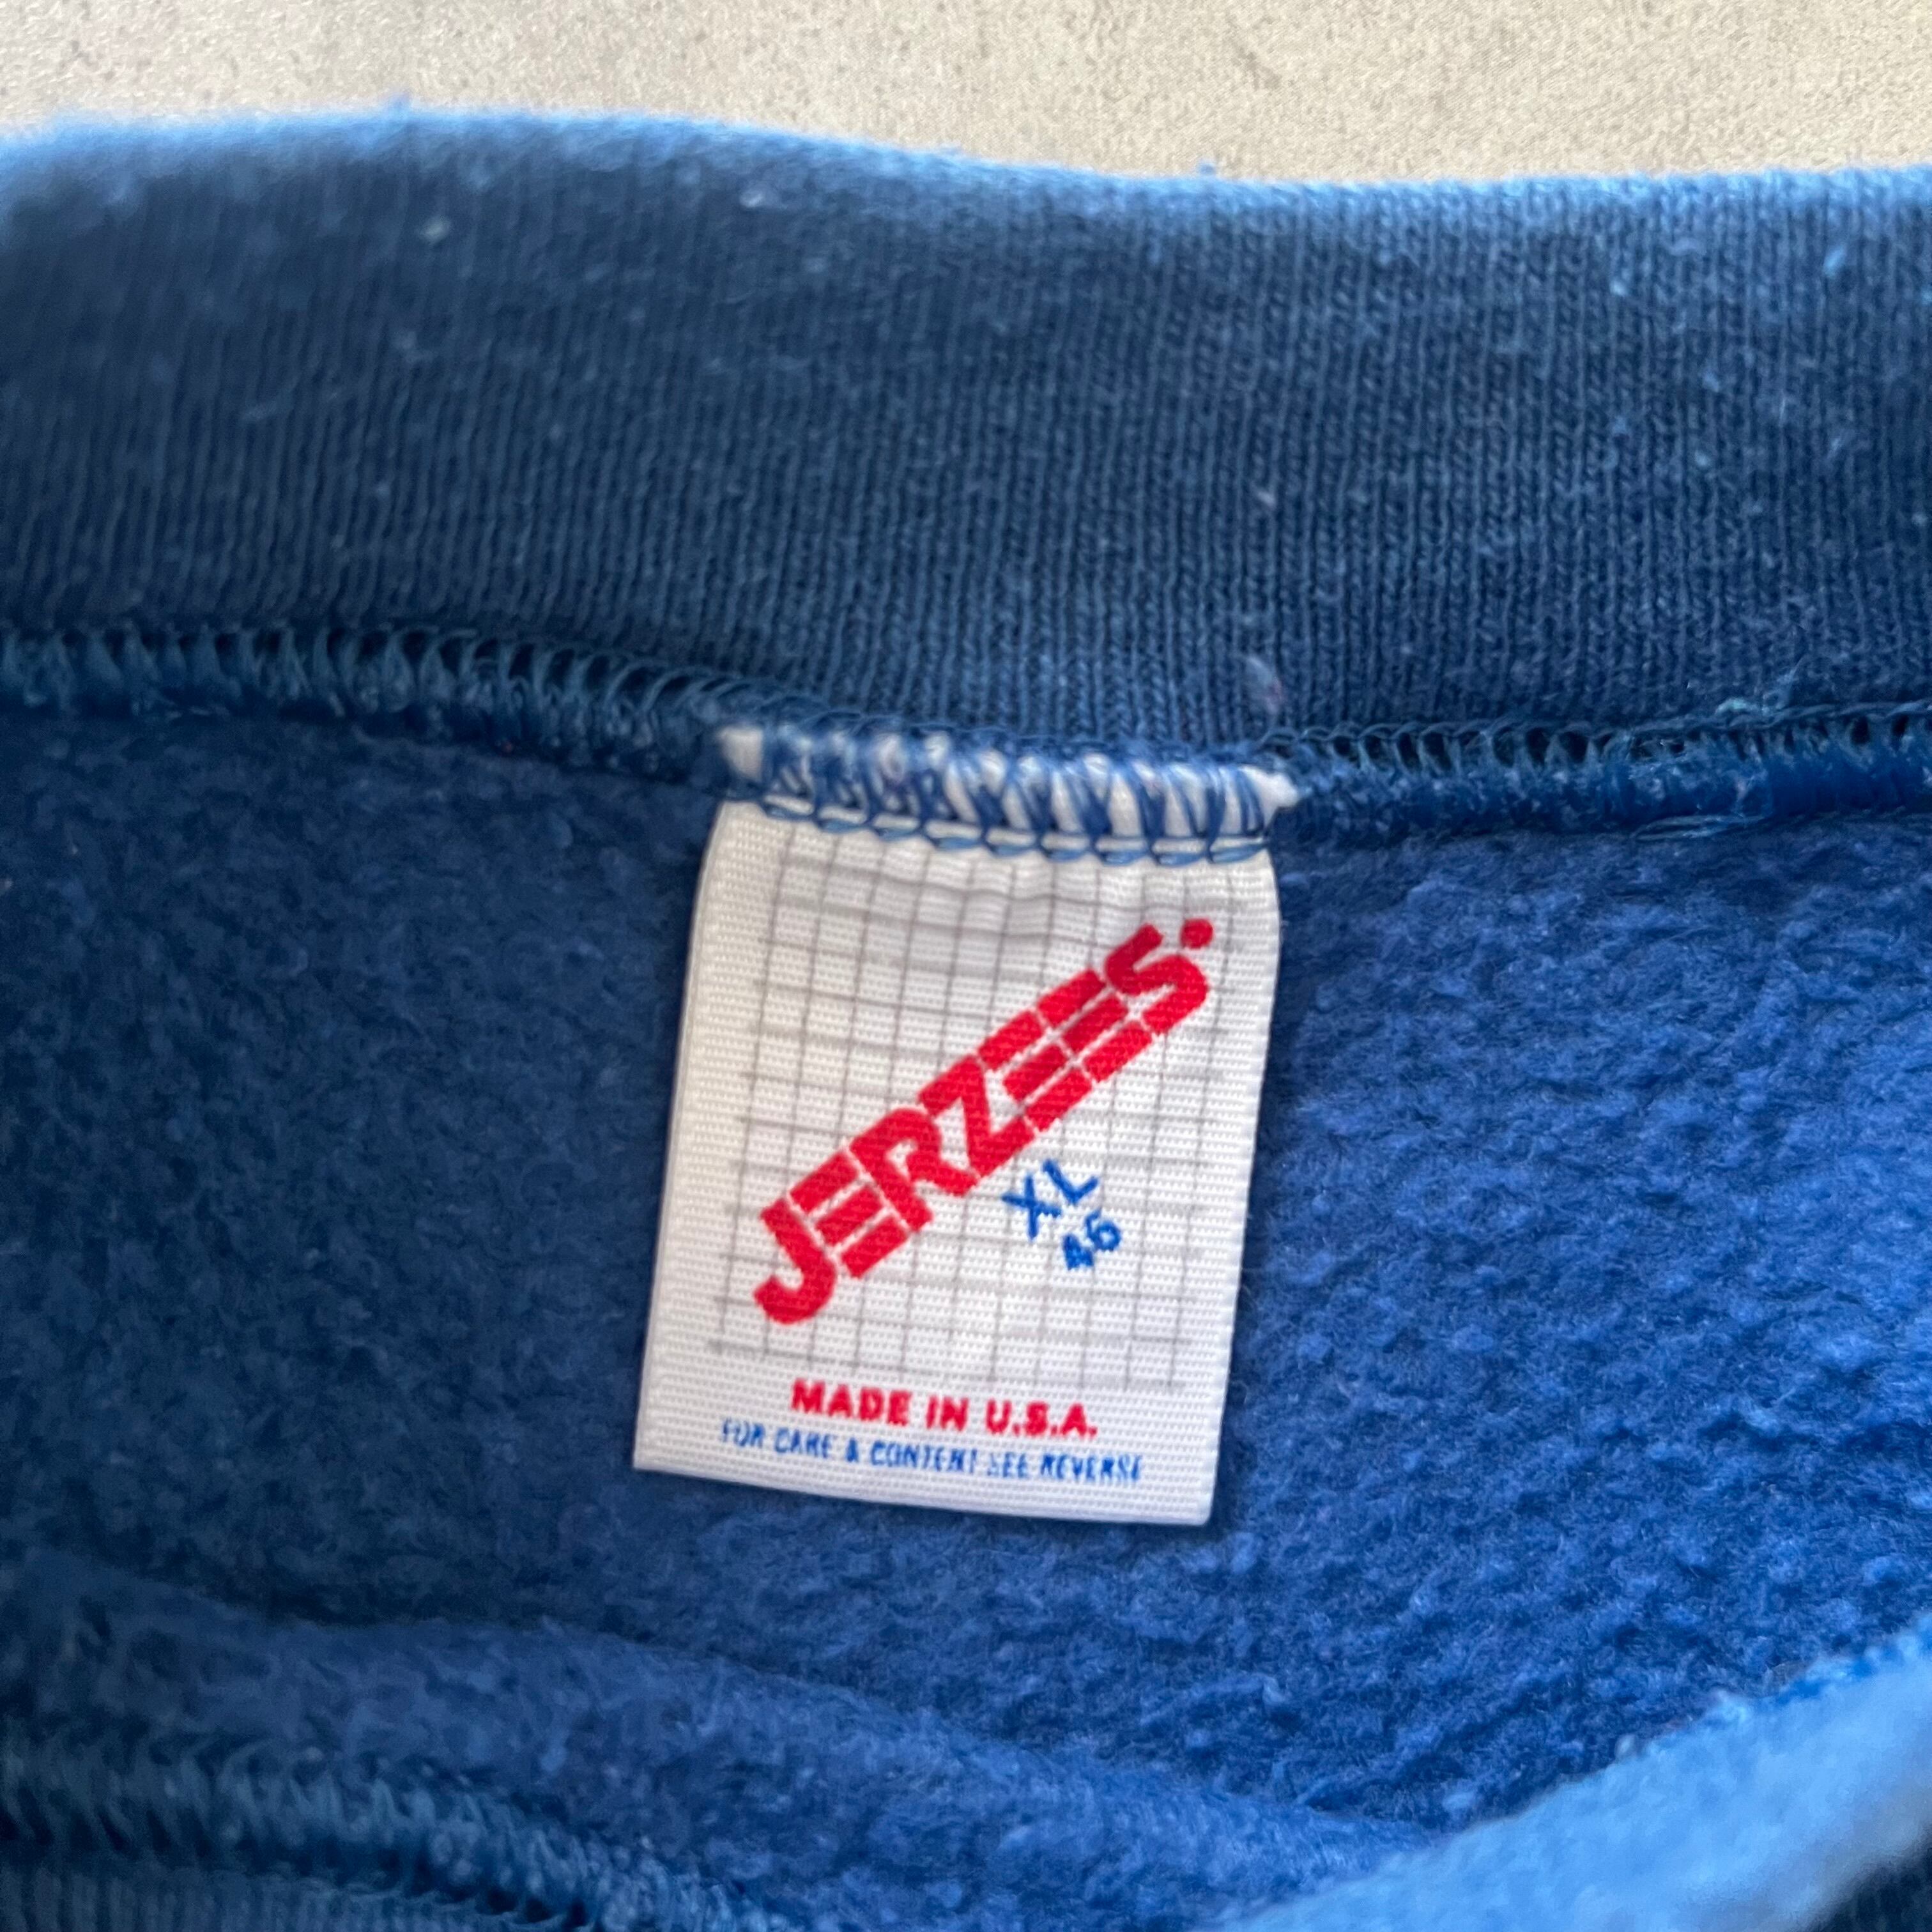 JERZEES
XL
46
MADE IN U.S.A.
FOR CARE & CONTENT SEE REVERSE